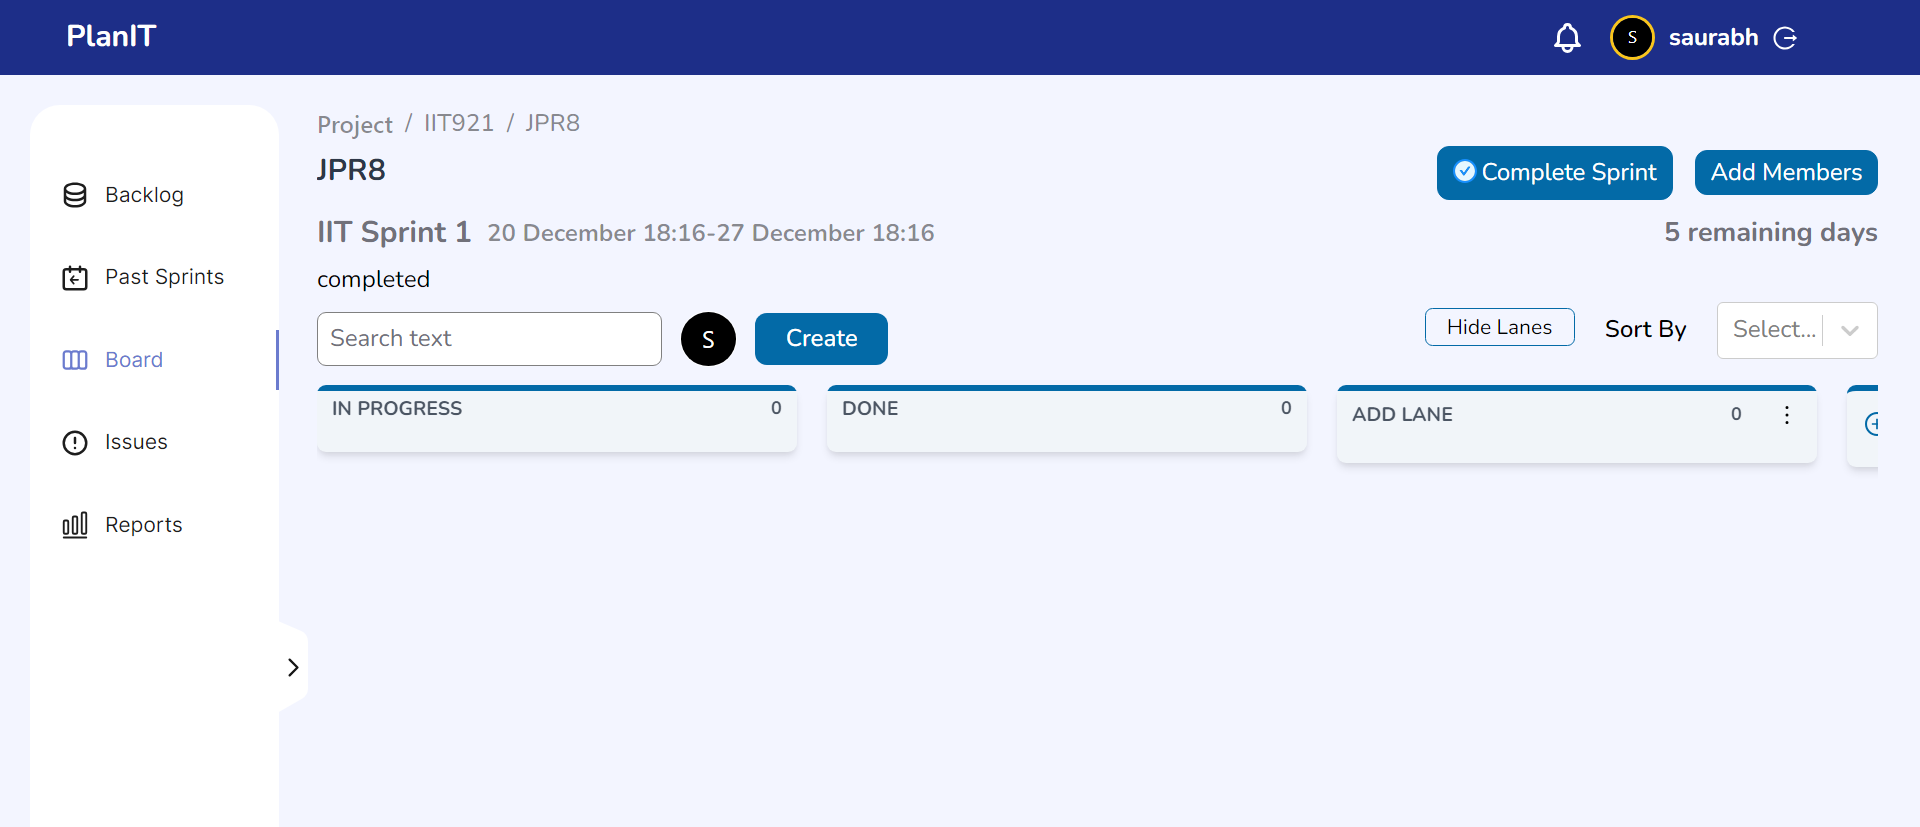 PlanIT
S saurabh
Project / IIT921 / JPR8
JPR8
Complete Sprint Add Members
IIT Sprint 1 20 December 18:16-27 December 18:16 5 remaining days
completed
Search text S Create Hide Lanes Sort By Select...
IN PROGRESS 0 DONE 0 ADD LANE 0
Backlog
Past Sprints
Board
Issues
Reports